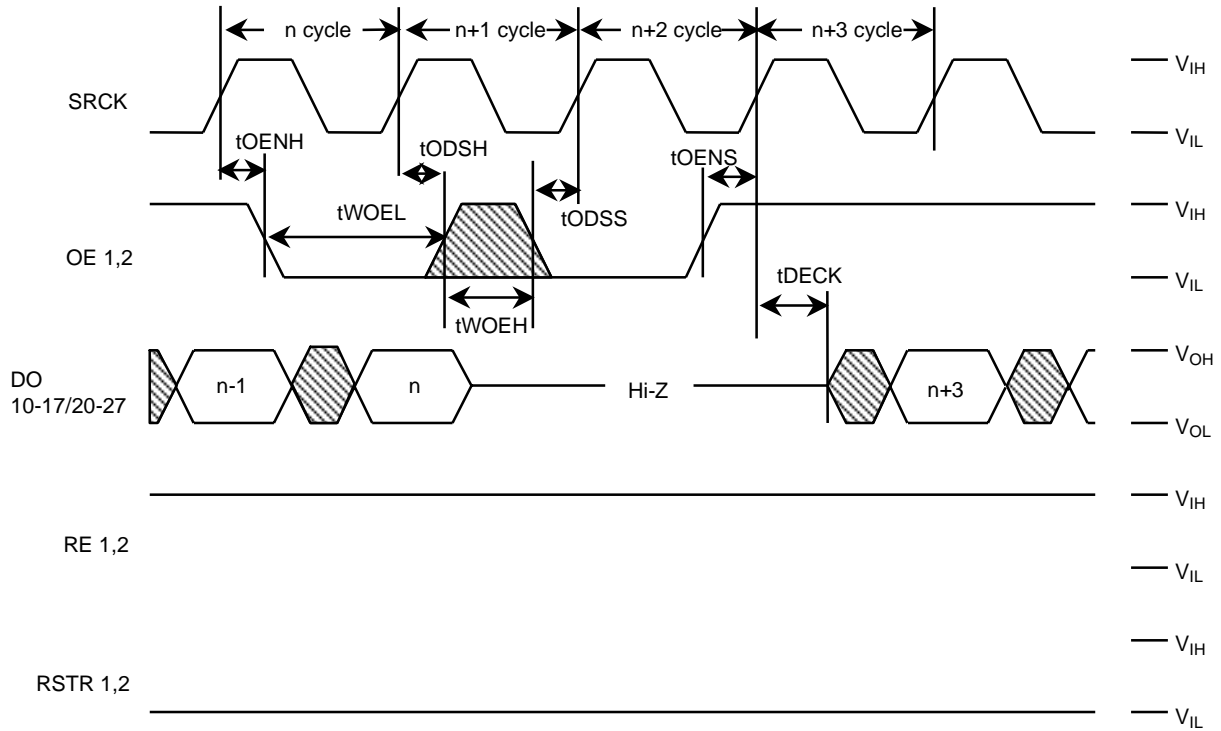 n cycle n+1 cycle n+2 cycle n+3 cycle
VIH
SRCK
VIL
tOENH tODSH tOENS
tWOEL tODSS
VIH
OE 1,2
tDECK
VIL
tWOEH
VOH
DO
10-17/20-27
n-1 n Hi-Z n+3
VOL
VIH
RE 1,2
VIL
VIH
RSTR 1,2
VIL